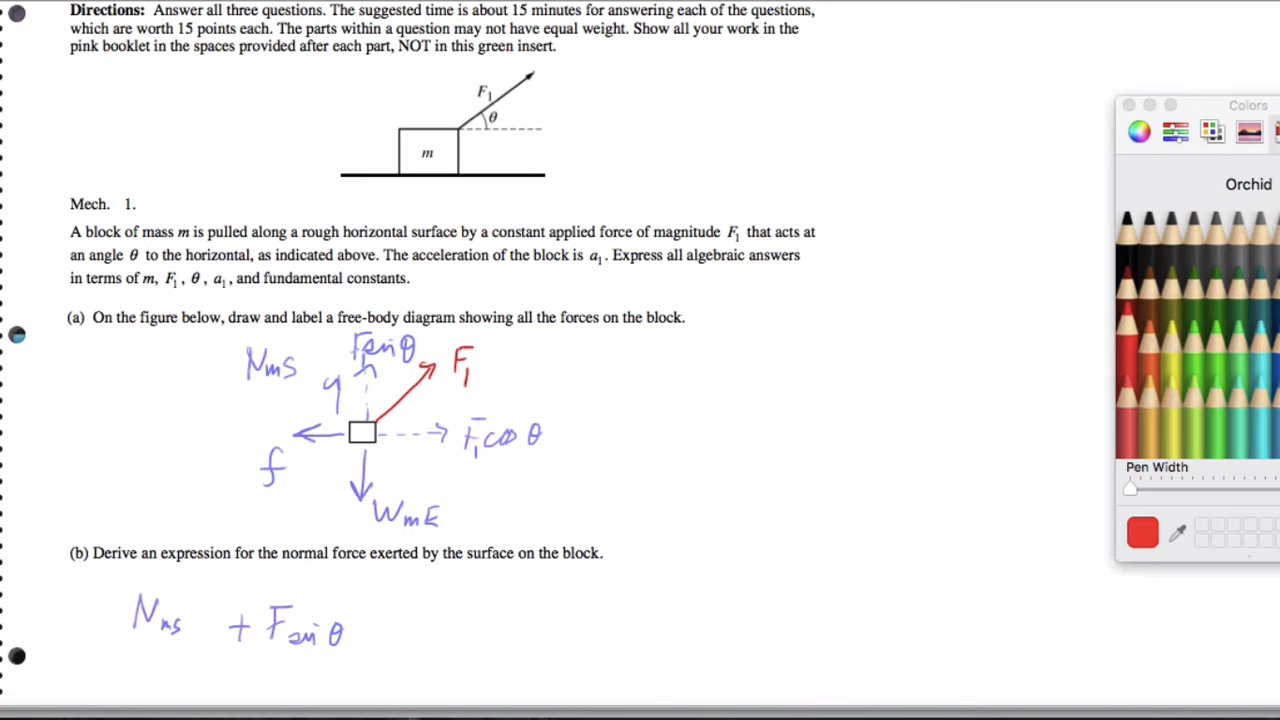 Directions: Answer all three questions. The suggested time is about 15 minutes for answering each of the questions,
which are worth 15 points each. The parts within a question may not have equal weight. Show all your work in the
pink booklet in the spaces provided after each part, NOT in this green insert.
F₁
θ
m
Colors
Orchid
Mech. 1.
A block of mass m is pulled along a rough horizontal surface by a constant applied force of magnitude F₁ that acts at
an angle θ to the horizontal, as indicated above. The acceleration of the block is a₁. Express all algebraic answers
in terms of m, F₁, θ, a₁, and fundamental constants.
(a) On the figure below, draw and label a free-body diagram showing all the forces on the block.
Nms
F₁sin θ
F₁
F₁cos θ
f
WmE
Pen Width
(b) Derive an expression for the normal force exerted by the surface on the block.
Nms + F sin θ